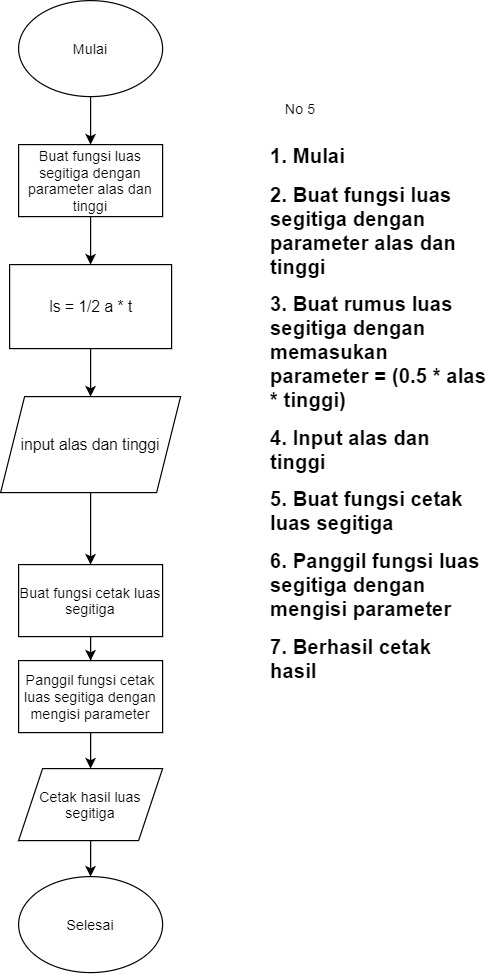 Mulai
Buat fungsi luas
segitiga dengan
parameter alas dan
tinggi
ls = 1/2 a * t
input alas dan tinggi
Buat fungsi cetak luas
segitiga
Panggil fungsi cetak
luas segitiga dengan
mengisi parameter
Cetak hasil luas
segitiga
Selesai
No 5
1. Mulai
2. Buat fungsi luas
segitiga dengan
parameter alas dan
tinggi
3. Buat rumus luas
segitiga dengan
memasukan
parameter = (0.5 * alas
* tinggi)
4. Input alas dan
tinggi
5. Buat fungsi cetak
luas segitiga
6. Panggil fungsi luas
segitiga dengan
mengisi parameter
7. Berhasil cetak
hasil